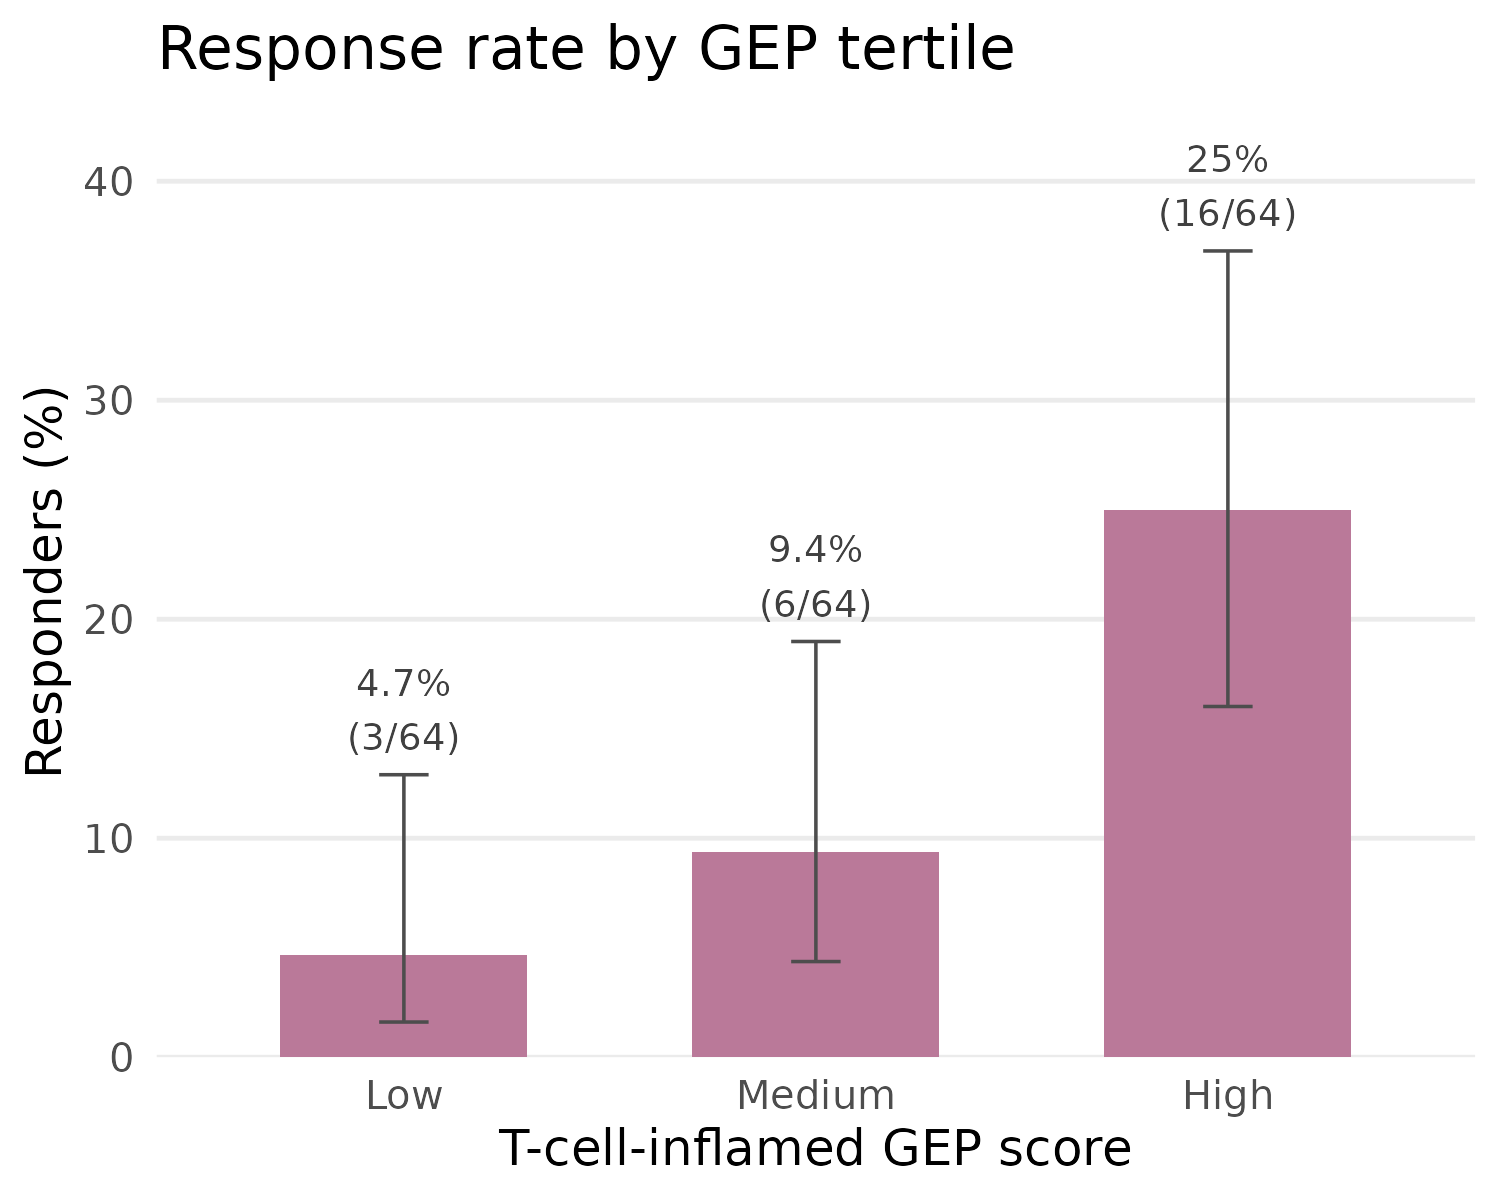 Response rate by GEP tertile
Responders (%)
40
30
20
10
0
4.7%
(3/64)
9.4%
(6/64)
25%
(16/64)
Low
Medium
High
T-cell-inflamed GEP score